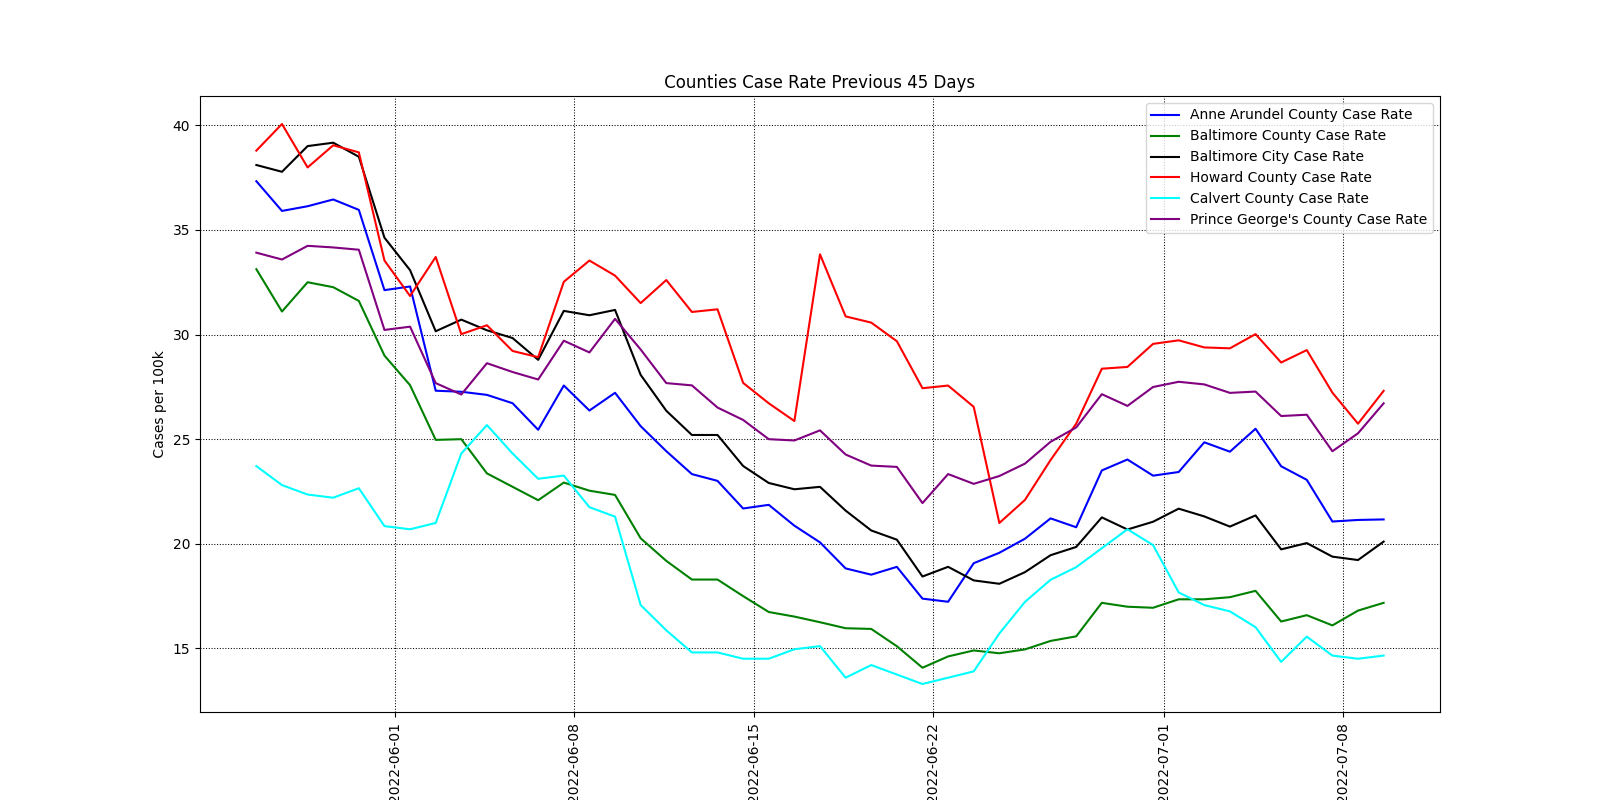 Counties Case Rate Previous 45 Days
Anne Arundel County Case Rate
Baltimore County Case Rate
Baltimore City Case Rate
Howard County Case Rate
Calvert County Case Rate
Prince George's County Case Rate
Cases per 100k
40
35
30
25
20
15
2022-06-01
2022-06-08
2022-06-15
2022-06-22
2022-07-01
2022-07-08